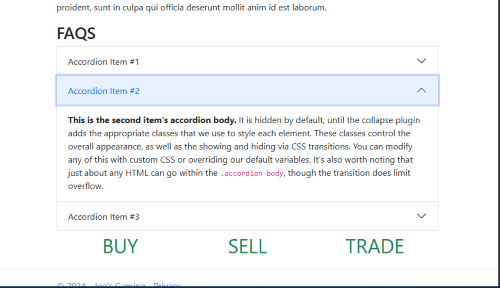 proident, sunt in culpa qui officia deserunt mollit anim id est laborum.
FAQS
Accordion Item #1
Accordion Item #2
This is the second item's accordion body. It is hidden by default, until the collapse plugin
adds the appropriate classes that we use to style each element. These classes control the
overall appearance, as well as the showing and hiding via CSS transitions. You can modify
any of this with custom CSS or overriding our default variables. It's also worth noting that
just about any HTML can go within the .accordion-body, though the transition does limit
overflow.
Accordion Item #3
BUY SELL TRADE
© 2024 - Joe's Gaming - Privacy